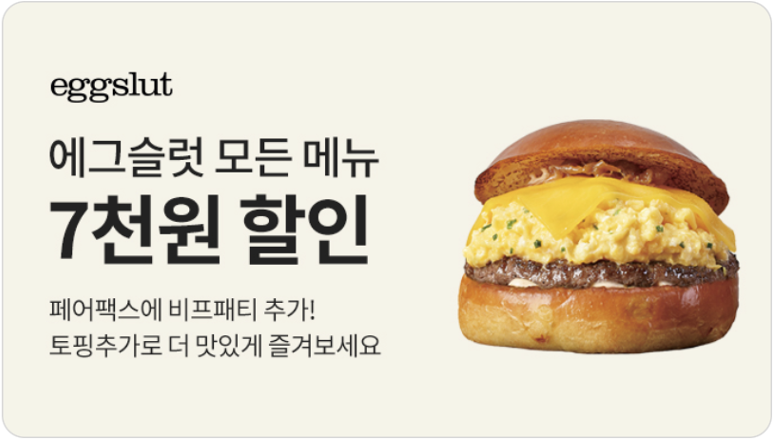 eggslut
에그슬럿 모든 메뉴
7천원 할인
페어팩스에 비프패티 추가!
토핑추가로 더 맛있게 즐겨보세요